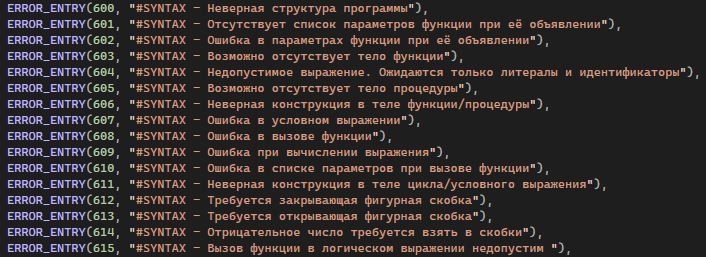 ERROR_ENTRY(600, "#SYNTAX - Неверная структура программы"),
ERROR_ENTRY(601, "#SYNTAX - Отсутствует список параметров функции при её объявлении"),
ERROR_ENTRY(602, "#SYNTAX - Ошибка в параметрах функции при её объявлении"),
ERROR_ENTRY(603, "#SYNTAX - Возможно отсутствует тело функции"),
ERROR_ENTRY(604, "#SYNTAX - Недопустимое выражение. Ожидаются только литералы и идентификаторы"),
ERROR_ENTRY(605, "#SYNTAX - Возможно отсутствует тело процедуры"),
ERROR_ENTRY(606, "#SYNTAX - Неверная конструкция в теле функции/процедуры"),
ERROR_ENTRY(607, "#SYNTAX - Ошибка в условном выражении"),
ERROR_ENTRY(608, "#SYNTAX - Ошибка в вызове функции"),
ERROR_ENTRY(609, "#SYNTAX - Ошибка при вычислении выражения"),
ERROR_ENTRY(610, "#SYNTAX - Ошибка в списке параметров при вызове функции"),
ERROR_ENTRY(611, "#SYNTAX - Неверная конструкция в теле цикла/условного выражения"),
ERROR_ENTRY(612, "#SYNTAX - Требуется закрывающая фигурная скобка"),
ERROR_ENTRY(613, "#SYNTAX - Требуется открывающая фигурная скобка"),
ERROR_ENTRY(614, "#SYNTAX - Отрицательное число требуется взять в скобки"),
ERROR_ENTRY(615, "#SYNTAX - Вызов функции в логическом выражении недопустим "),